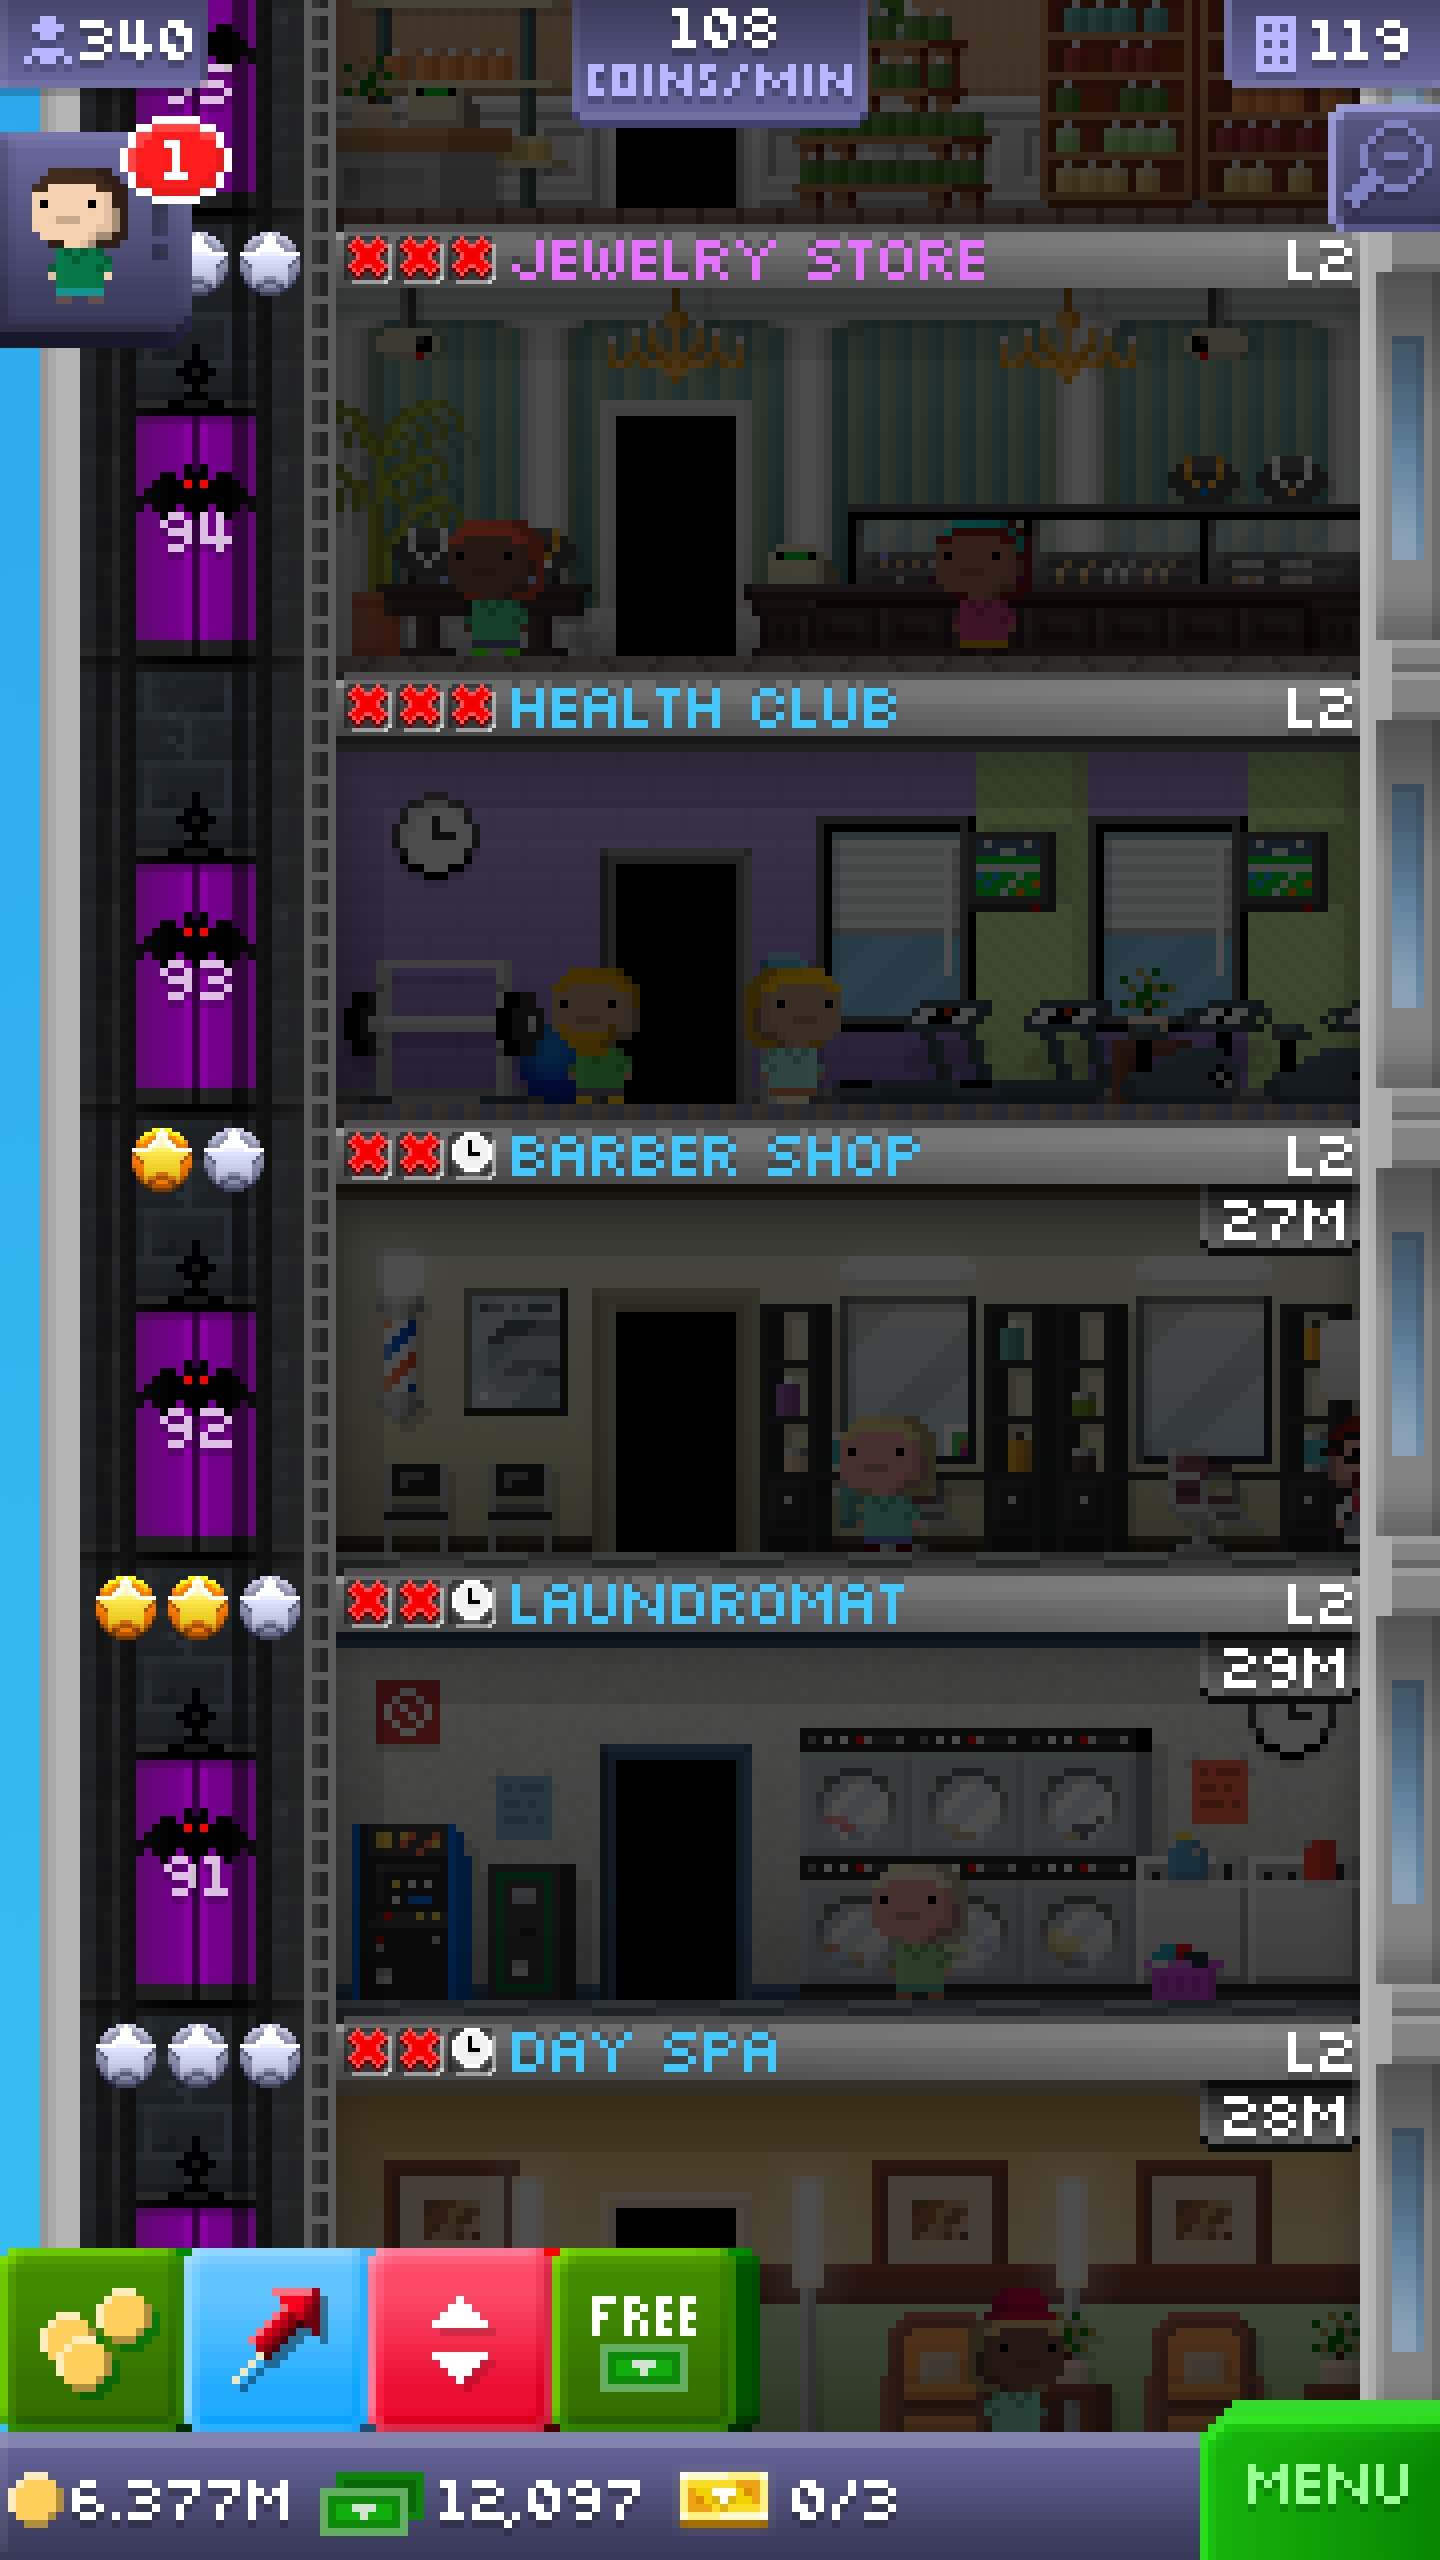 340
108
COINS/MIN
119
1
JEWELRY STORE
L2
94
HEALTH CLUB
L2
93
BARBER SHOP
L2
27M
92
LAUNDROMAT
L2
29M
91
DAY SPA
L2
28M
FREE
6.377M
12,097
0/3
MENU